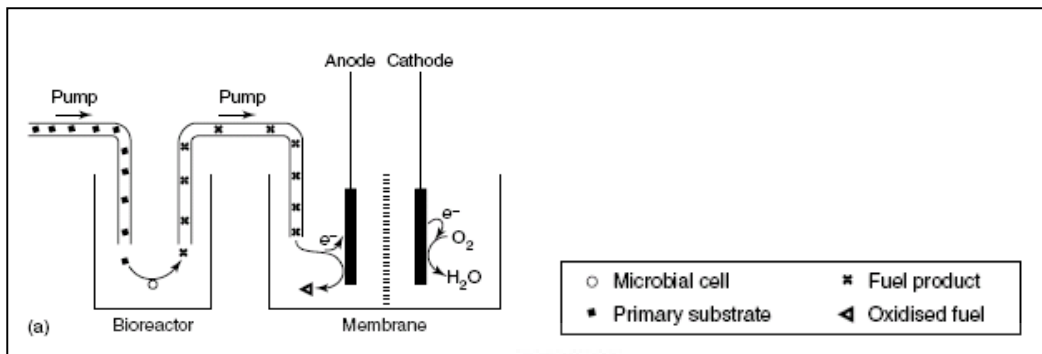 Anode Cathode
Pump
Pump
e⁻
e⁻
O₂
H₂O
(a)
Bioreactor
Membrane
Microbial cell
Fuel product
Primary substrate
Oxidised fuel